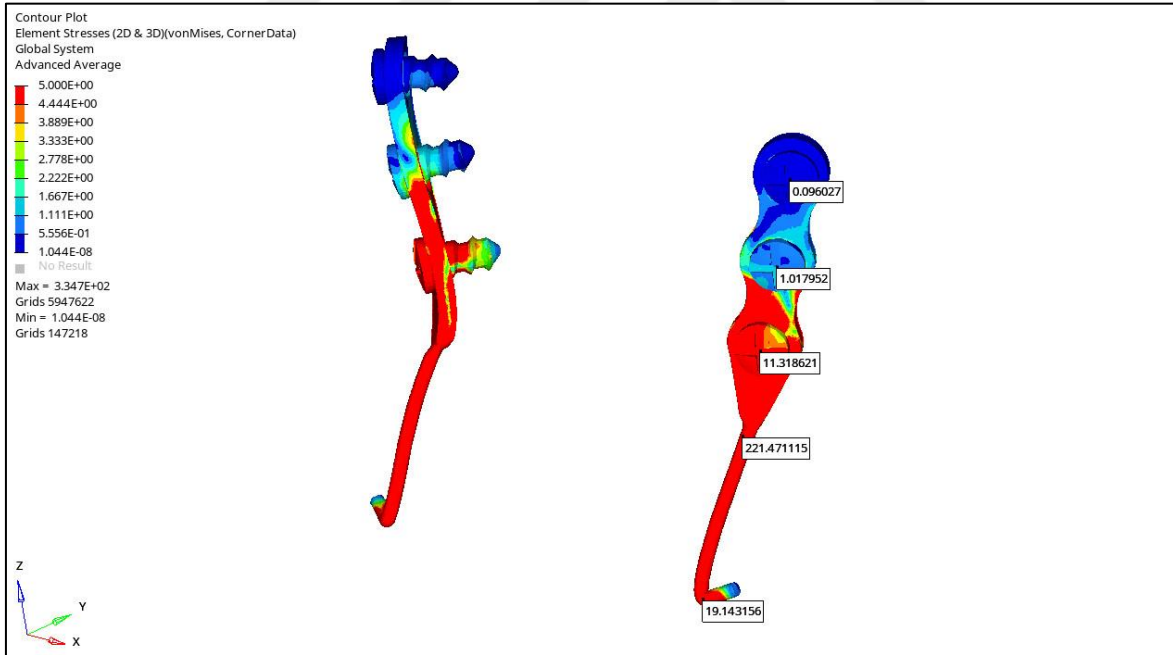 Contour Plot
Element Stresses (2D & 3D)(vonMises, CornerData)
Global System
Advanced Average
5.000E+00
4.444E+00
3.889E+00
3.333E+00
2.778E+00
2.222E+00
1.667E+00
1.111E+00
5.556E-01
1.044E-08
No Result
Max = 3.347E+02
Grids 5947622
Min = 1.044E-08
Grids 147218
0.096027
1.017952
11.318621
221.471115
19.143156
Z
Y
X